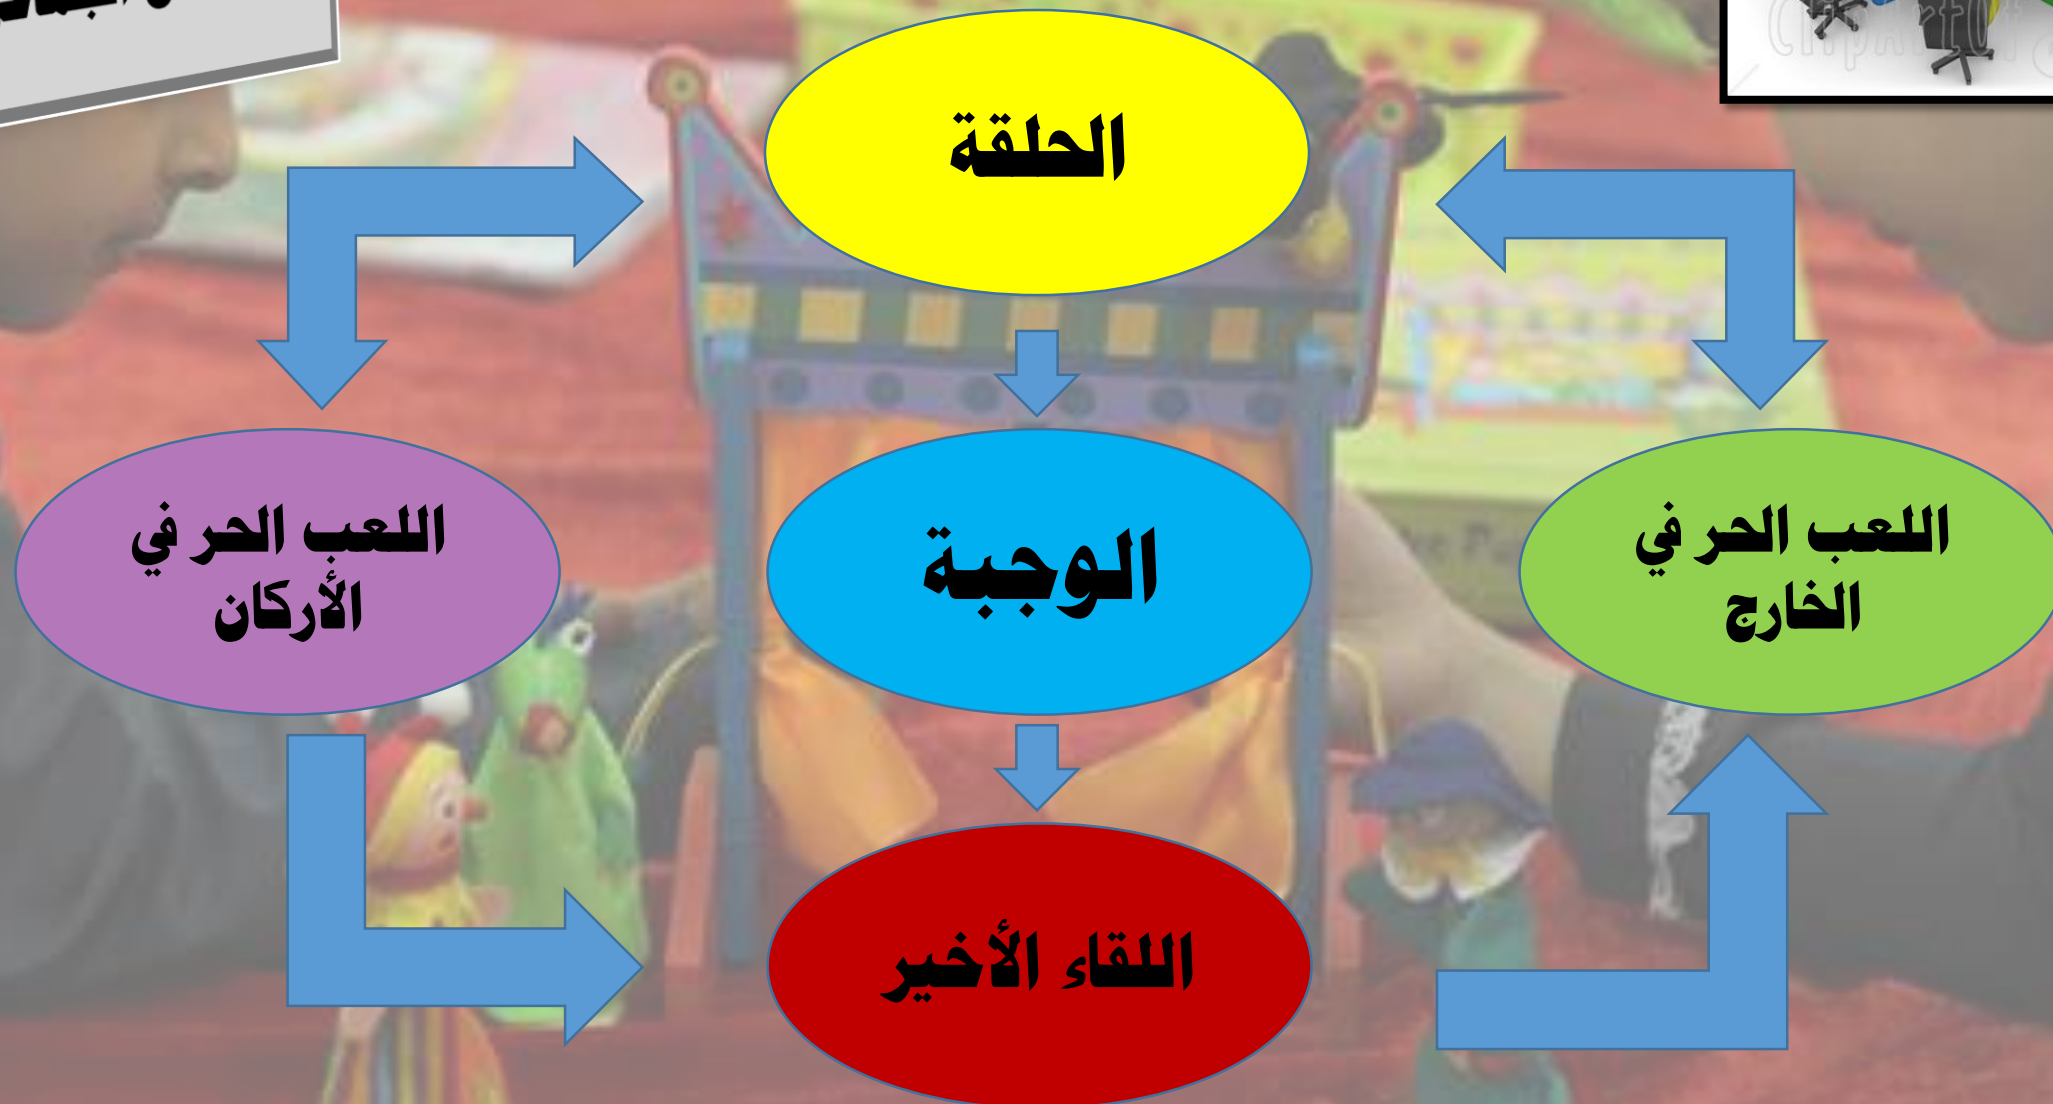 الحلقة
اللعب الحر في
الخارج
الوجبة
اللعب الحر في
الأركان
اللقاء الأخير